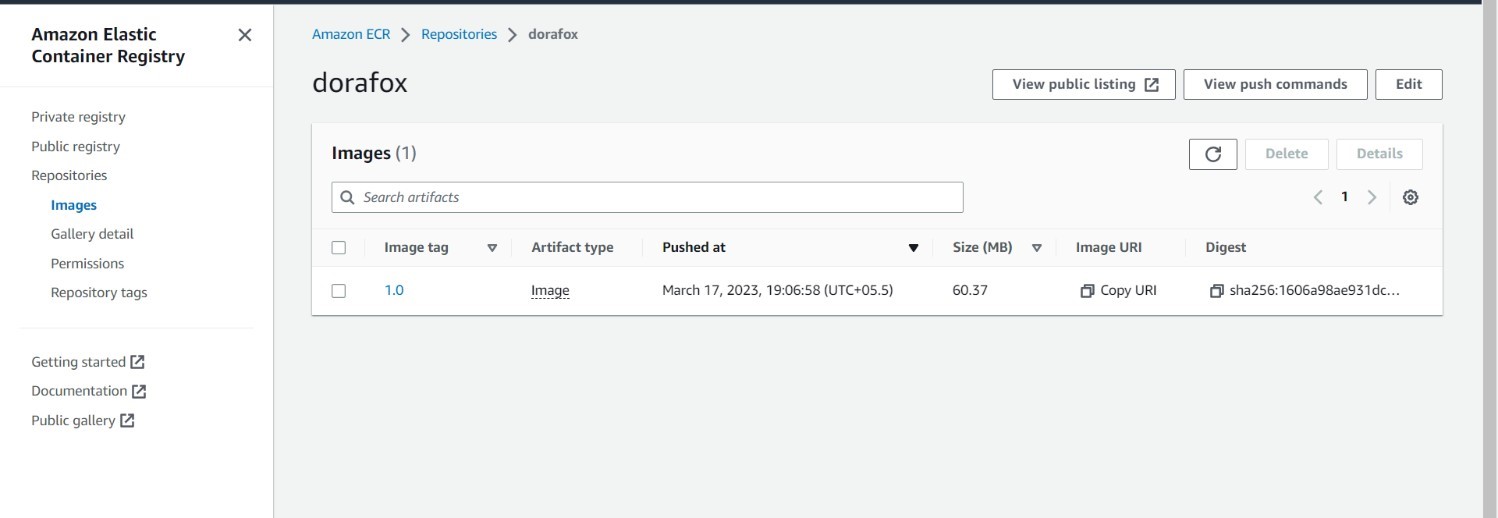 Amazon Elastic
Container Registry
Private registry
Public registry
Repositories
Images
Gallery detail
Permissions
Repository tags
Getting started
Documentation
Public gallery
Amazon ECR Repositories dorafox
dorafox
View public listing View push commands Edit
Images (1)
Delete Details
Search artifacts
1
Image tag Artifact type Pushed at Size (MB) Image URI Digest
1.0 Image March 17, 2023, 19:06:58 (UTC+05.5) 60.37 Copy URI sha256:1606a98ae931dc...